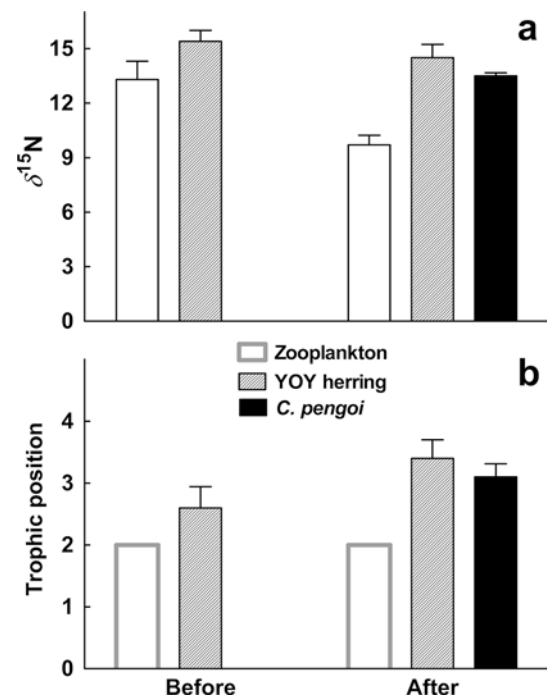 a
15
12
9
6
3
0
δ15N
Zooplankton
YOY herring
C. pengoi
b
4
3
2
1
0
Trophic position
Before After